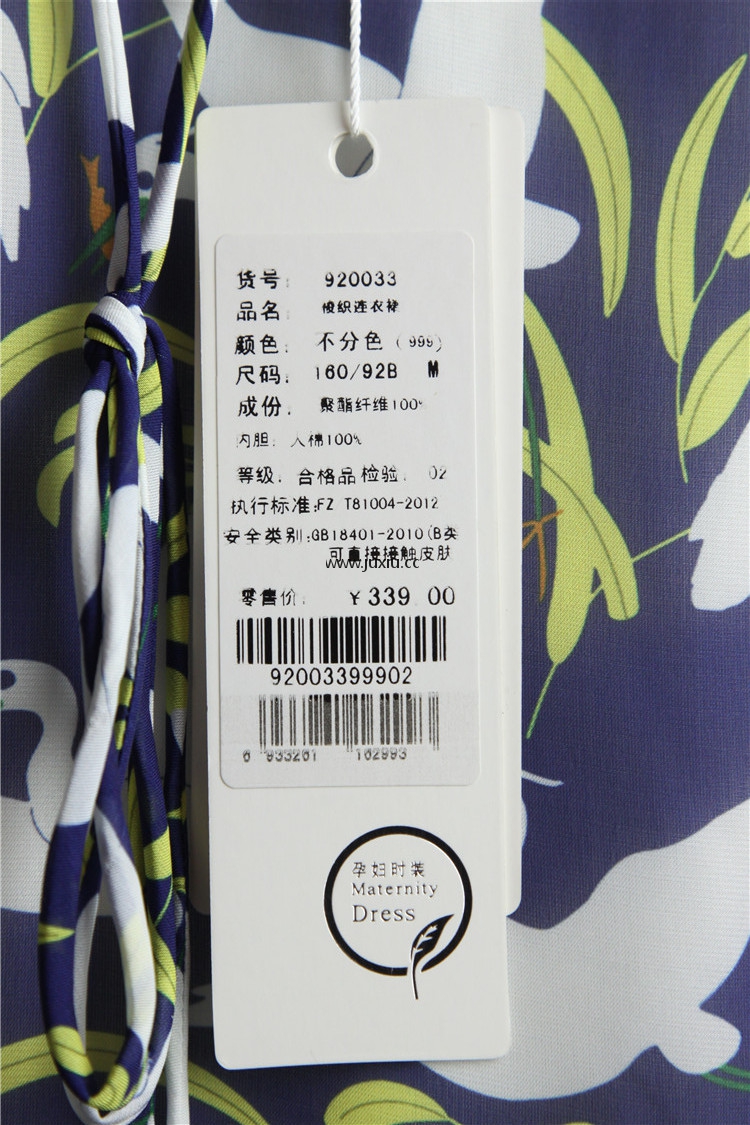 货号: 920033
品名: 梭织连衣裙
颜色: 不分色 (999)
尺码: 160/92B M
成份: 聚酯纤维100%
内胆: 人棉100%
等级: 合格品 检验: 02
执行标准:FZ T81004-2012
安全类别:GB18401-2010(B类
可直接接触皮肤
www.juxiu.cc
零售价: ¥339 00
92003399902
6 933261 162993
孕妇时装
Maternity
Dress